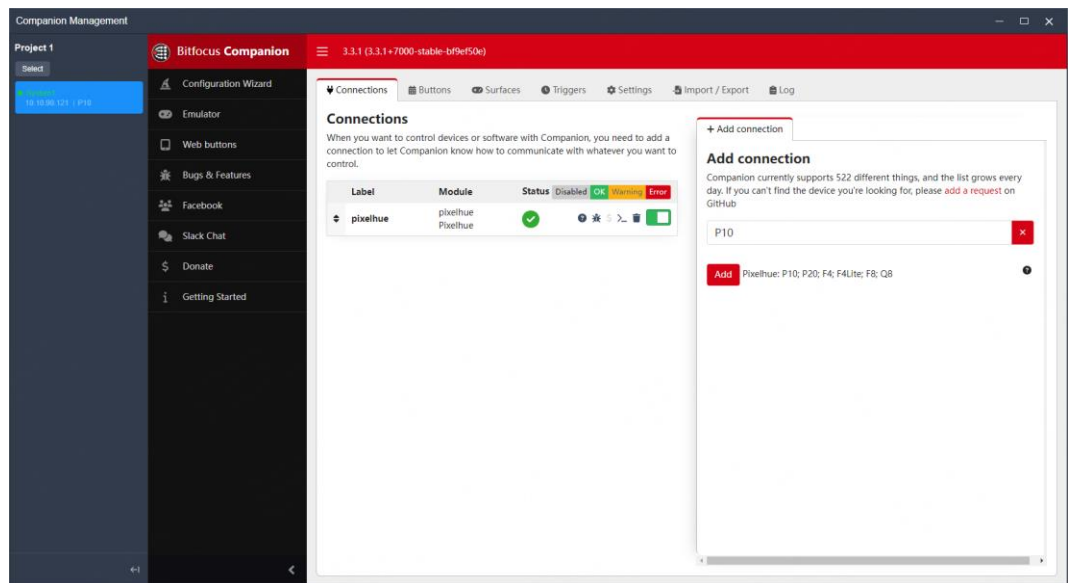 Companion Management
Project 1
Select
10.10.90.121 | P10
Bitfocus Companion
Configuration Wizard
Emulator
Web buttons
Bugs & Features
Facebook
Slack Chat
Donate
Getting Started
3.3.1 (3.3.1+7000-stable-bf9ef50e)
Connections
Buttons
Surfaces
Triggers
Settings
Import / Export
Log
Connections
When you want to control devices or software with Companion, you need to add a
connection to let Companion know how to communicate with whatever you want to
control.
Label Module Status Disabled OK Warning Error
pixelhue pixelhue
Pixelhue
+ Add connection
Add connection
Companion currently supports 522 different things, and the list grows every
day. If you can't find the device you're looking for, please add a request on
GitHub
P10
Add Pixelhue: P10; P20; F4; F4Lite; F8; Q8